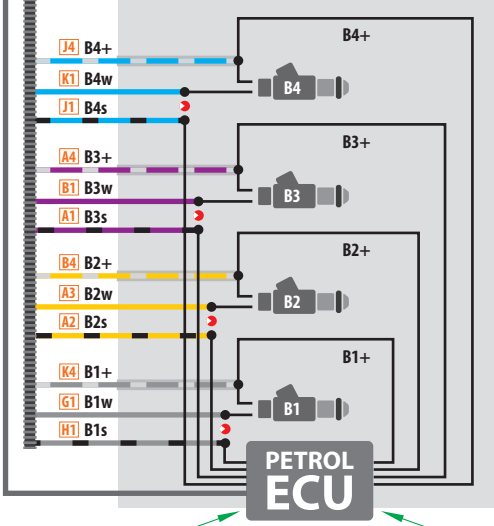 B4+
J4 B4+
K1 B4w
B4
J1 B4s
B3+
A4 B3+
B1 B3w
B3
A1 B3s
B2+
B4 B2+
A3 B2w
B2
A2 B2s
B1+
K4 B1+
G1 B1w
B1
H1 B1s
PETROL
ECU